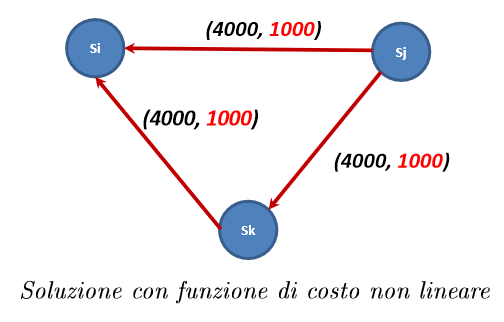 (4000, 1000)
Si
Sj
(4000, 1000)
(4000, 1000)
Sk
Soluzione con funzione di costo non lineare